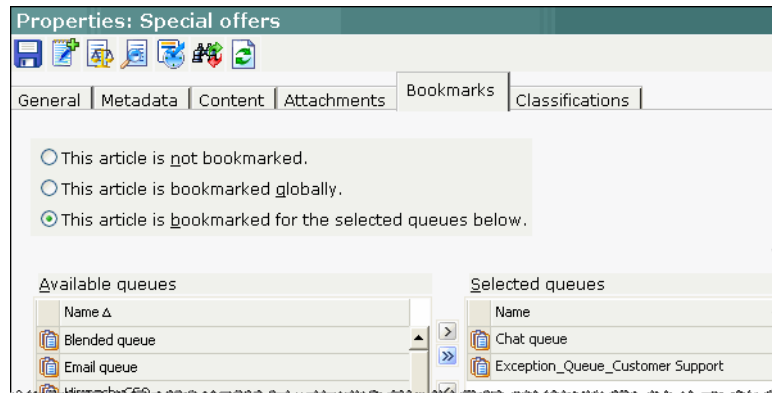 Properties: Special offers
General Metadata Content Attachments Bookmarks Classifications
This article is not bookmarked.
This article is bookmarked globally.
This article is bookmarked for the selected queues below.
Available queues
Name
Blended queue
Email queue
Selected queues
Name
Chat queue
Exception_Queue_Customer Support